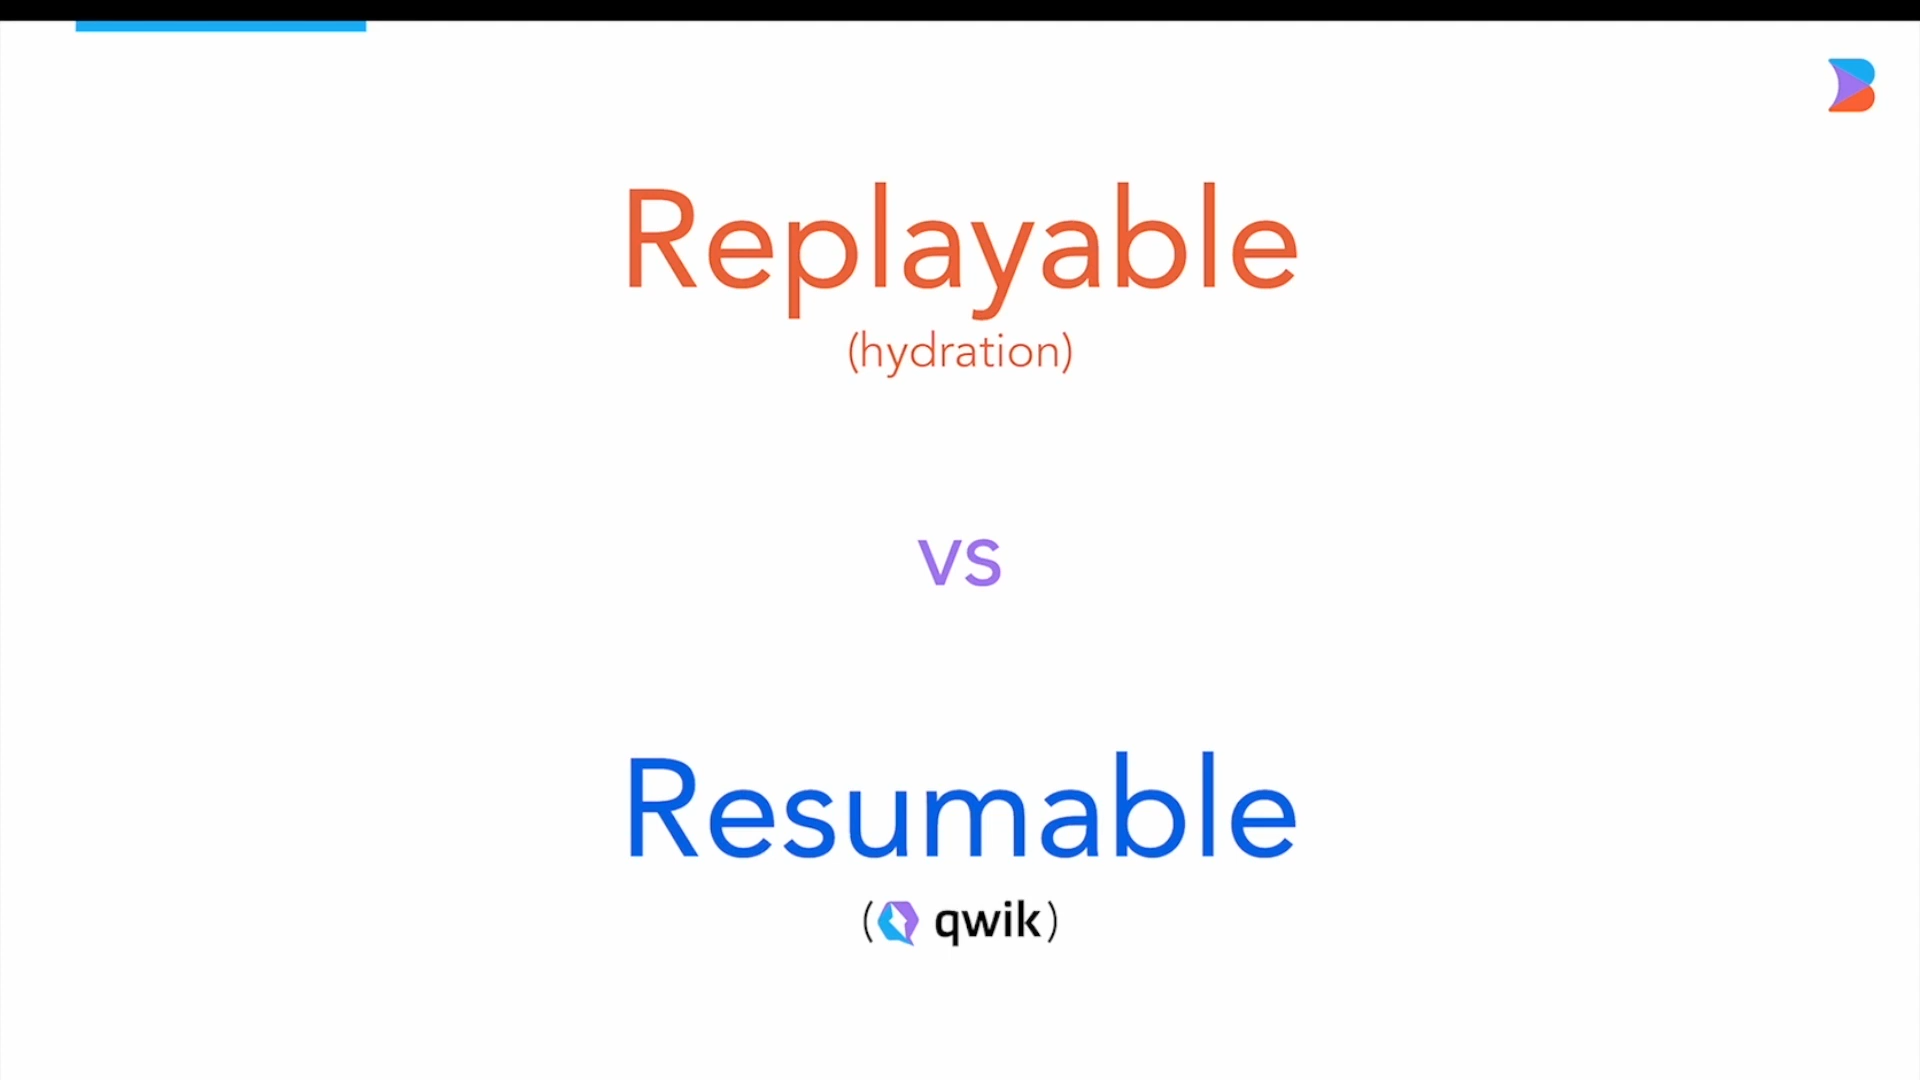 Replayable
(hydration)
vs
Resumable
( qwik)